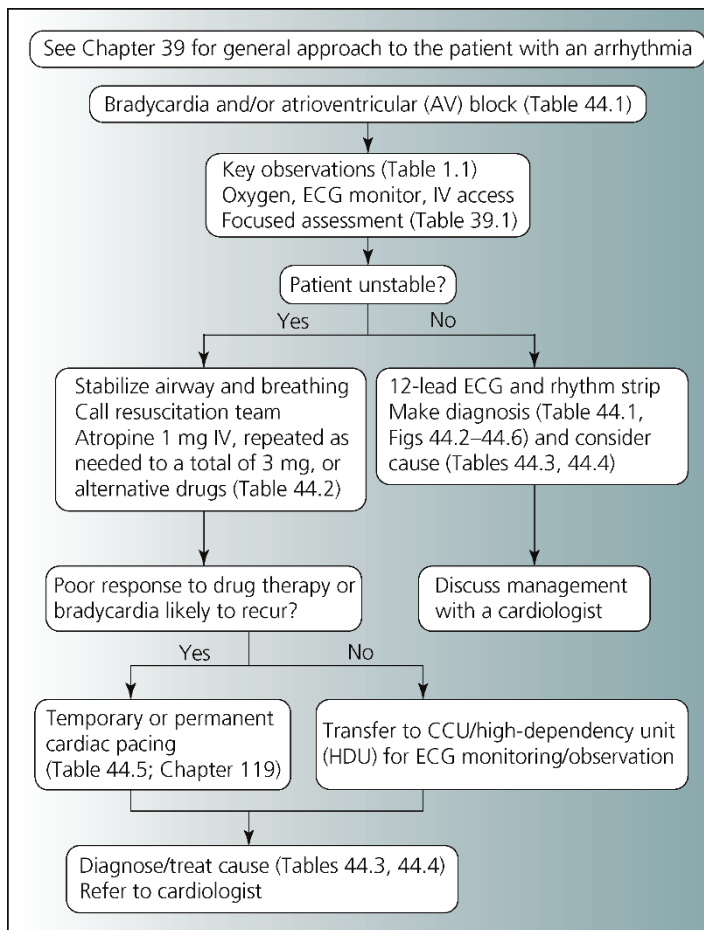 See Chapter 39 for general approach to the patient with an arrhythmia
Bradycardia and/or atrioventricular (AV) block (Table 44.1)
Key observations (Table 1.1)
Oxygen, ECG monitor, IV access
Focused assessment (Table 39.1)
Patient unstable?
Yes
No
Stabilize airway and breathing
Call resuscitation team
Atropine 1 mg IV, repeated as
needed to a total of 3 mg, or
alternative drugs (Table 44.2)
12-lead ECG and rhythm strip
Make diagnosis (Table 44.1,
Figs 44.2–44.6) and consider
cause (Tables 44.3, 44.4)
Poor response to drug therapy or
bradycardia likely to recur?
Discuss management
with a cardiologist
Yes
No
Temporary or permanent
cardiac pacing
(Table 44.5; Chapter 119)
Transfer to CCU/high-dependency unit
(HDU) for ECG monitoring/observation
Diagnose/treat cause (Tables 44.3, 44.4)
Refer to cardiologist